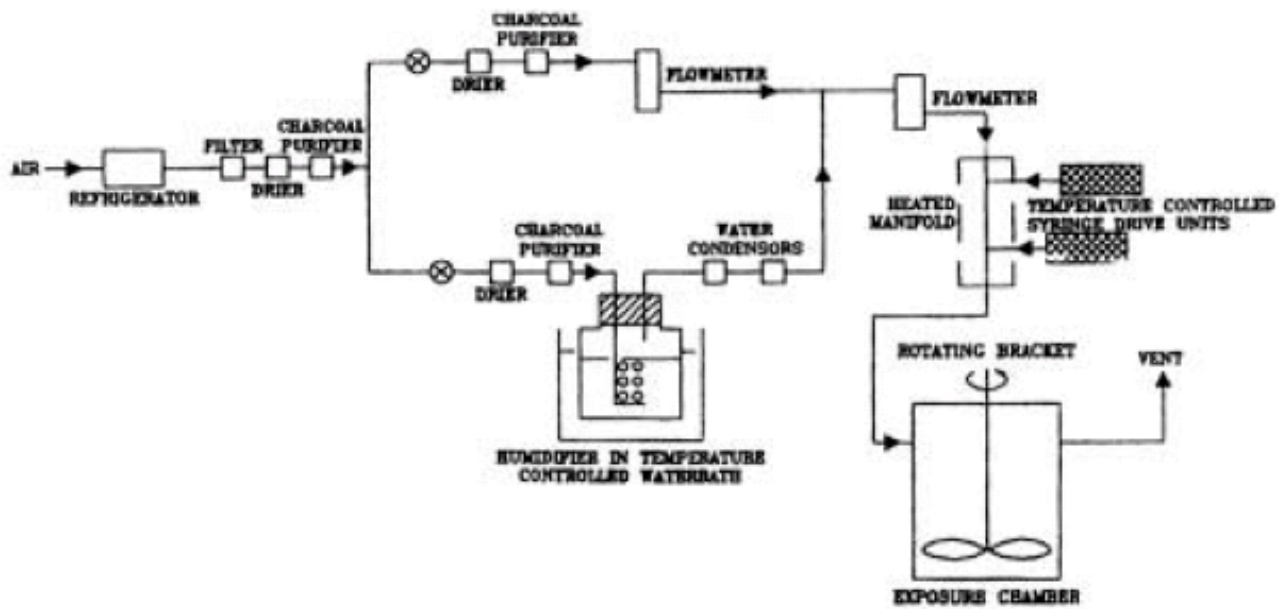 CHARCOAL
PURIFIER
DRIER
FLOWMETER
FLOWMETER
CHARCOAL
PURIFIER
FILTER
DRIER
AIR
REFRIGERATOR
HEATED
MANIFOLD
TEMPERATURE CONTROLLED
SYRINGE DRIVE UNITS
CHARCOAL
PURIFIER
WATER
CONDENSORS
DRIER
ROTATING BRACKET
VENT
HUMIDIFIER IN TEMPERATURE
CONTROLLED WATERBATH
EXPOSURE CHAMBER